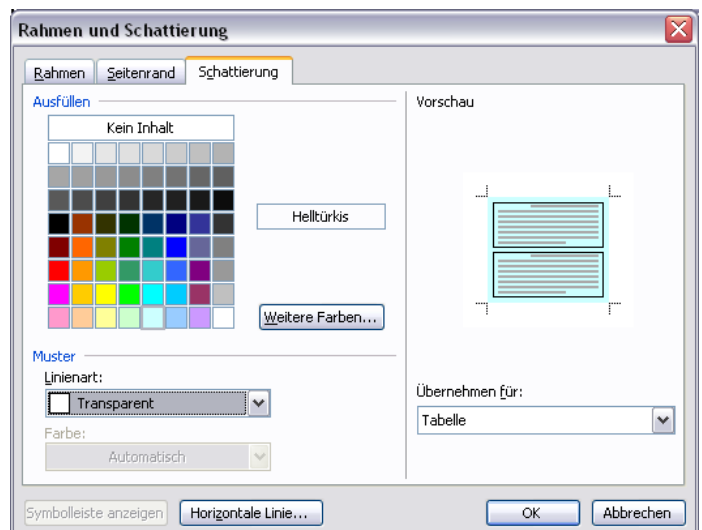 Rahmen und Schattierung
Rahmen
Seitenrand
Schattierung
Ausfüllen
Kein Inhalt
Helltürkis
Weitere Farben...
Muster
Linienart:
Transparent
Farbe:
Automatisch
Vorschau
Übernehmen für:
Tabelle
Symbolleiste anzeigen
Horizontale Linie...
OK
Abbrechen